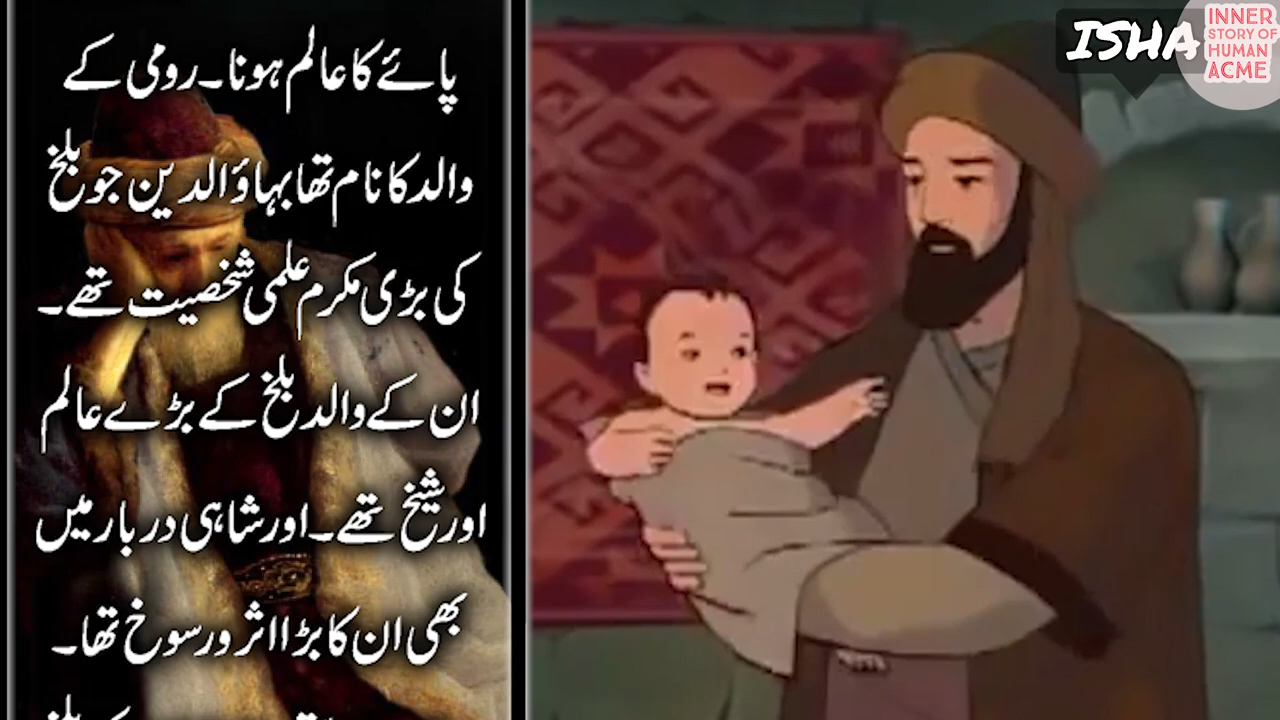 پائے کا عالم ہونا۔ رومی کے
والد کا نام تھا بہاؤالدین جو بلخ
کی بڑی مکرم علمی شخصیت تھے۔
ان کے والد بلخ کے بڑے عالم
اور شیخ تھے۔ اور شاہی دربار میں
بھی ان کا بڑا اثر و رسوخ تھا۔
ISHA
INNER
STORY OF
HUMAN
ACME